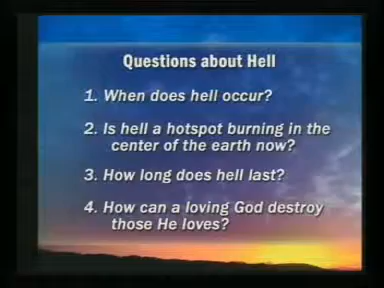 Questions about Hell
1. When does hell occur?
2. Is hell a hotspot burning in the
center of the earth now?
3. How long does hell last?
4. How can a loving God destroy
those He loves?